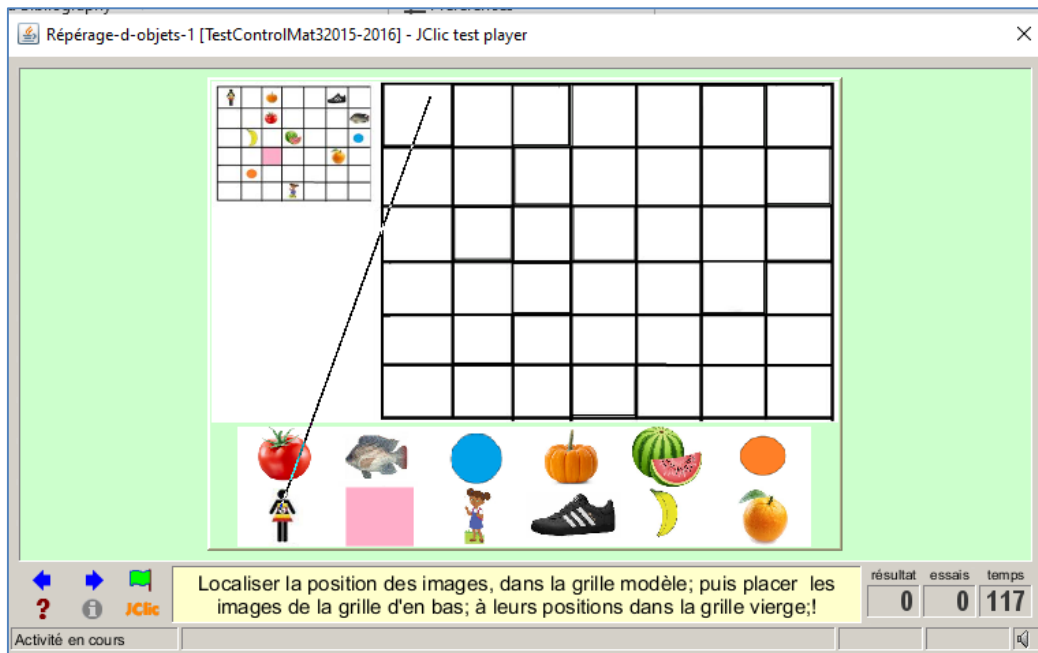 Répérage-d-objets-1 [TestControlMat32015-2016] - JClic test player
résultat essais temps
Localiser la position des images, dans la grille modèle; puis placer les
images de la grille d'en bas; à leurs positions dans la grille vierge;!
JClic
0 0 117
Activité en cours